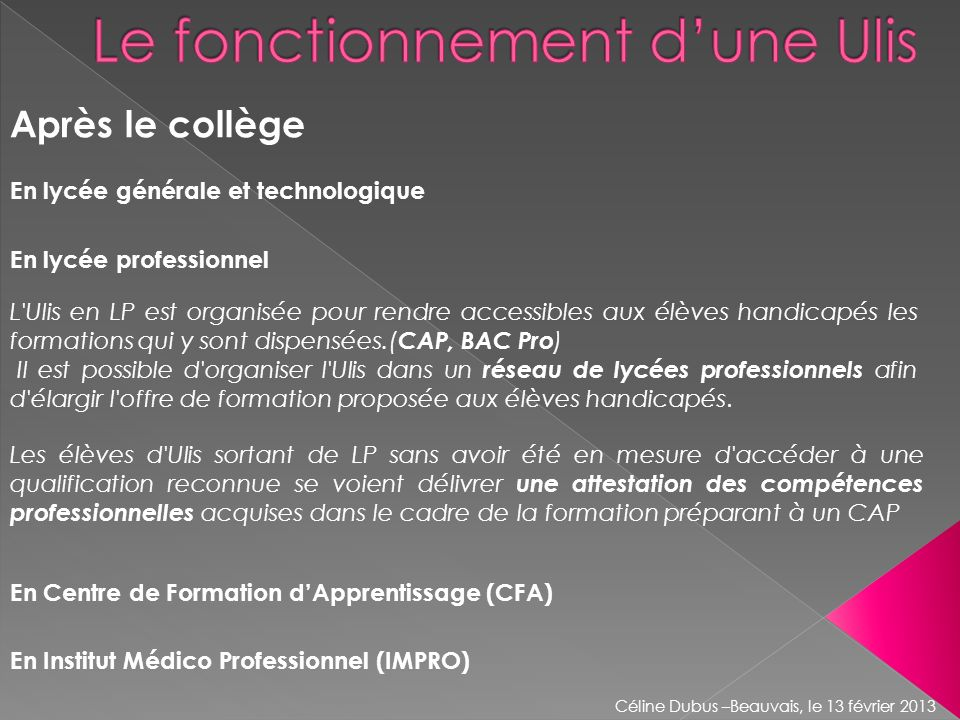 Le fonctionnement d’une Ulis
Après le collège
En lycée générale et technologique
En lycée professionnel
L'Ulis en LP est organisée pour rendre accessibles aux élèves handicapés les
formations qui y sont dispensées.(CAP, BAC Pro)
Il est possible d'organiser l'Ulis dans un réseau de lycées professionnels afin
d'élargir l'offre de formation proposée aux élèves handicapés.
Les élèves d'Ulis sortant de LP sans avoir été en mesure d'accéder à une
qualification reconnue se voient délivrer une attestation des compétences
professionnelles acquises dans le cadre de la formation préparant à un CAP
En Centre de Formation d’Apprentissage (CFA)
En Institut Médico Professionnel (IMPRO)
Céline Dubus –Beauvais, le 13 février 2013